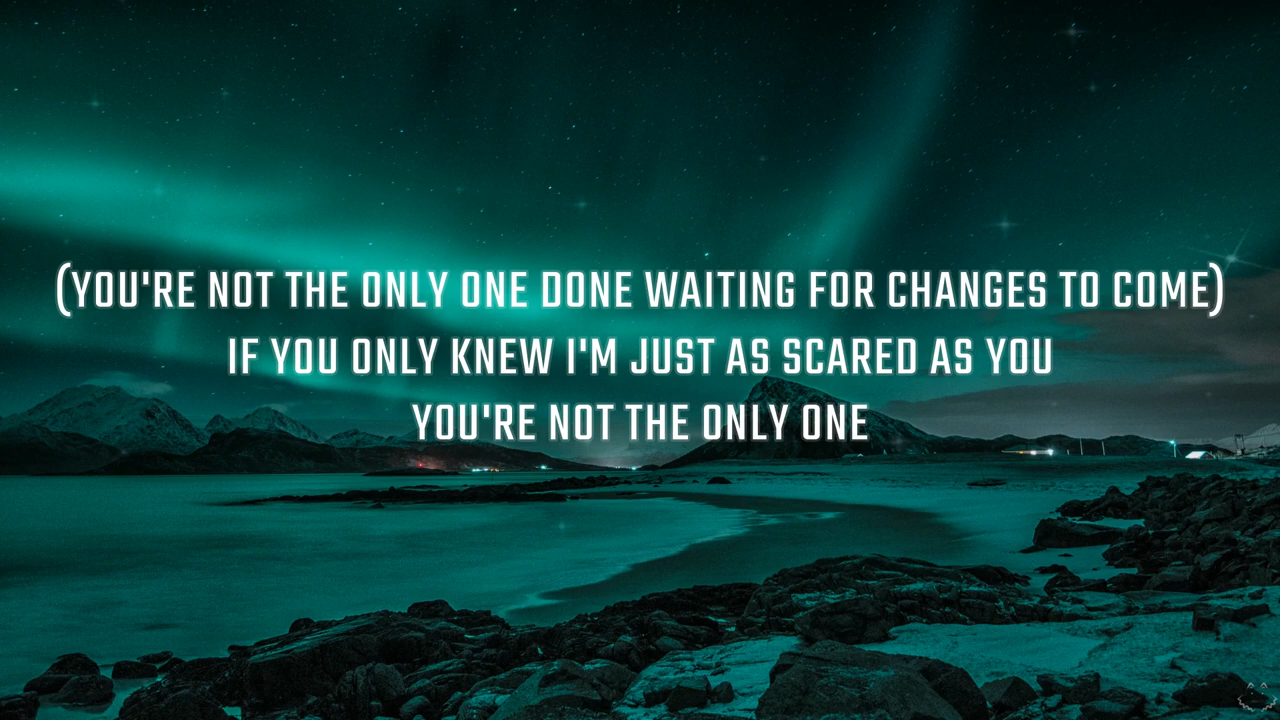 (YOU'RE NOT THE ONLY ONE DONE WAITING FOR CHANGES TO COME)
IF YOU ONLY KNEW I'M JUST AS SCARED AS YOU
YOU'RE NOT THE ONLY ONE